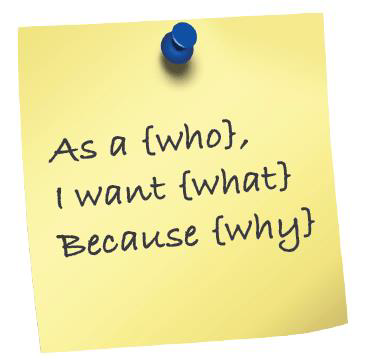 As a {who},
I want {what}
Because {why}